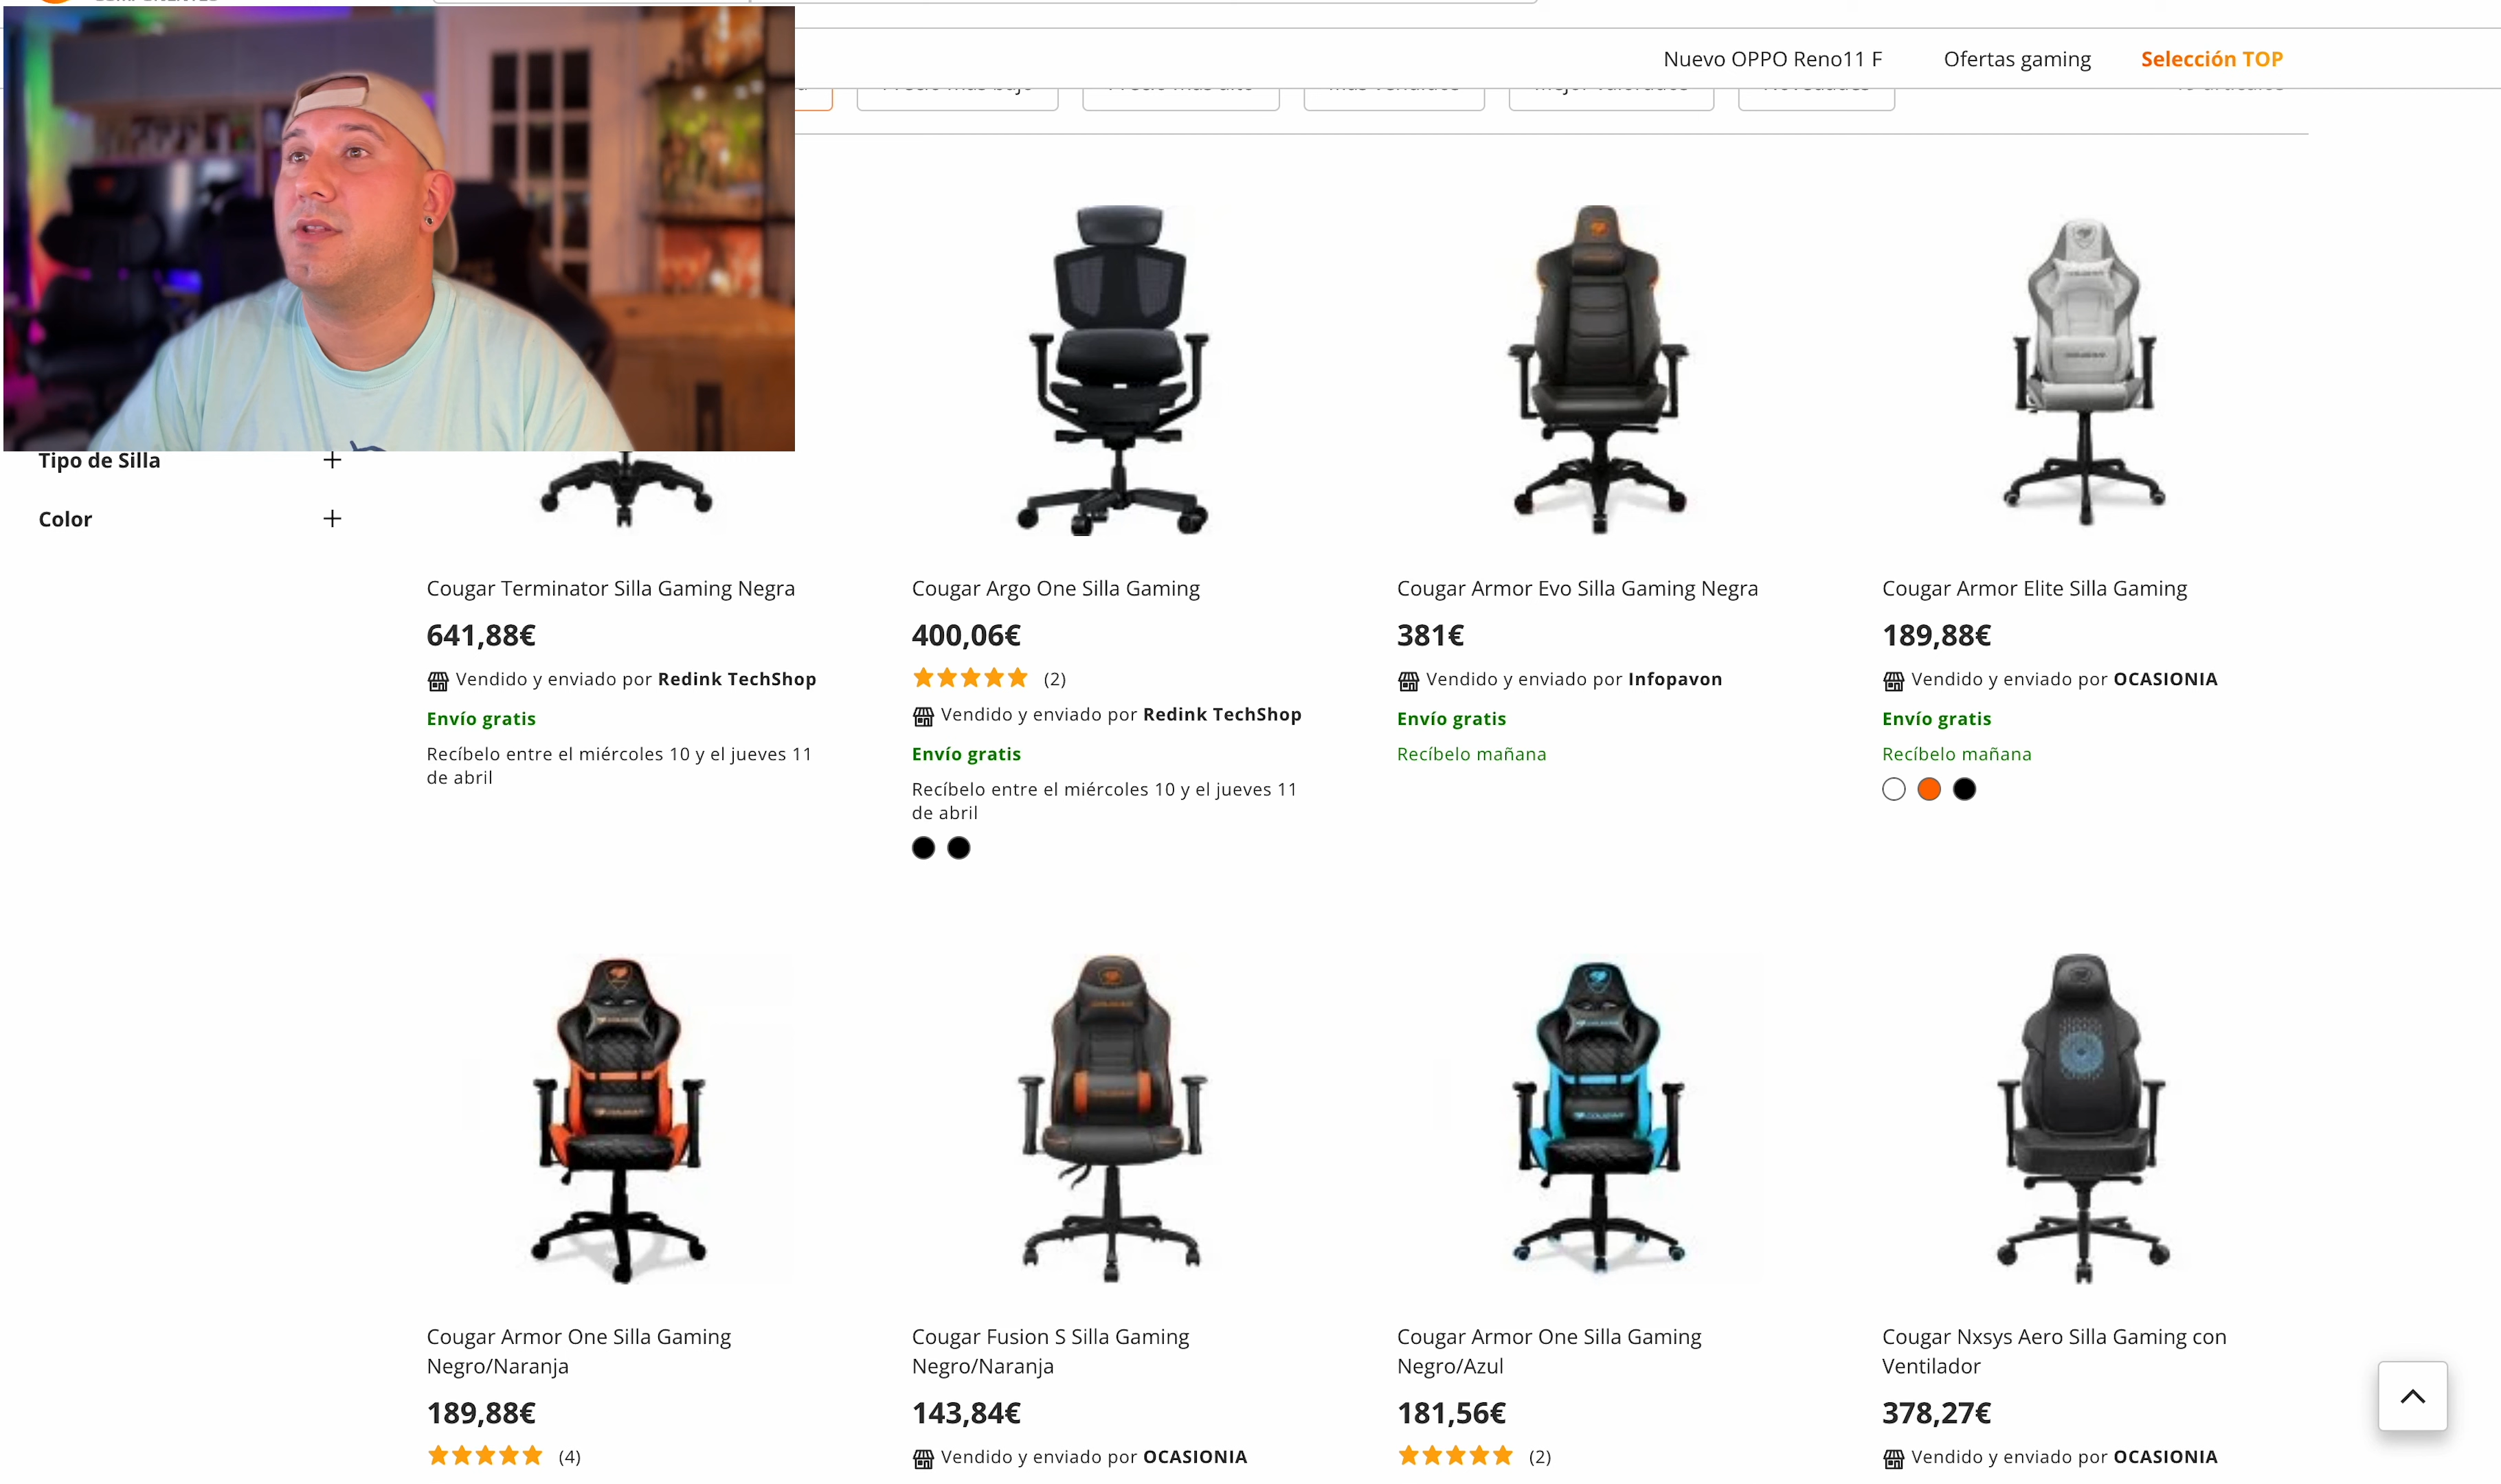 Nuevo OPPO Reno11 F
Ofertas gaming
Selección TOP
Tipo de Silla
Color
Cougar Terminator Silla Gaming Negra
641,88€
Vendido y enviado por Redink TechShop
Envío gratis
Recíbelo entre el miércoles 10 y el jueves 11
de abril
Cougar Argo One Silla Gaming
400,06€
(2)
Vendido y enviado por Redink TechShop
Envío gratis
Recíbelo entre el miércoles 10 y el jueves 11
de abril
Cougar Armor Evo Silla Gaming Negra
381€
Vendido y enviado por Infopavon
Envío gratis
Recíbelo mañana
Cougar Armor Elite Silla Gaming
189,88€
Vendido y enviado por OCASIONIA
Envío gratis
Recíbelo mañana
Cougar Armor One Silla Gaming
Negro/Naranja
189,88€
(4)
Cougar Fusion S Silla Gaming
Negro/Naranja
143,84€
Vendido y enviado por OCASIONIA
Cougar Armor One Silla Gaming
Negro/Azul
181,56€
(2)
Cougar Nxsys Aero Silla Gaming con
Ventilador
378,27€
Vendido y enviado por OCASIONIA